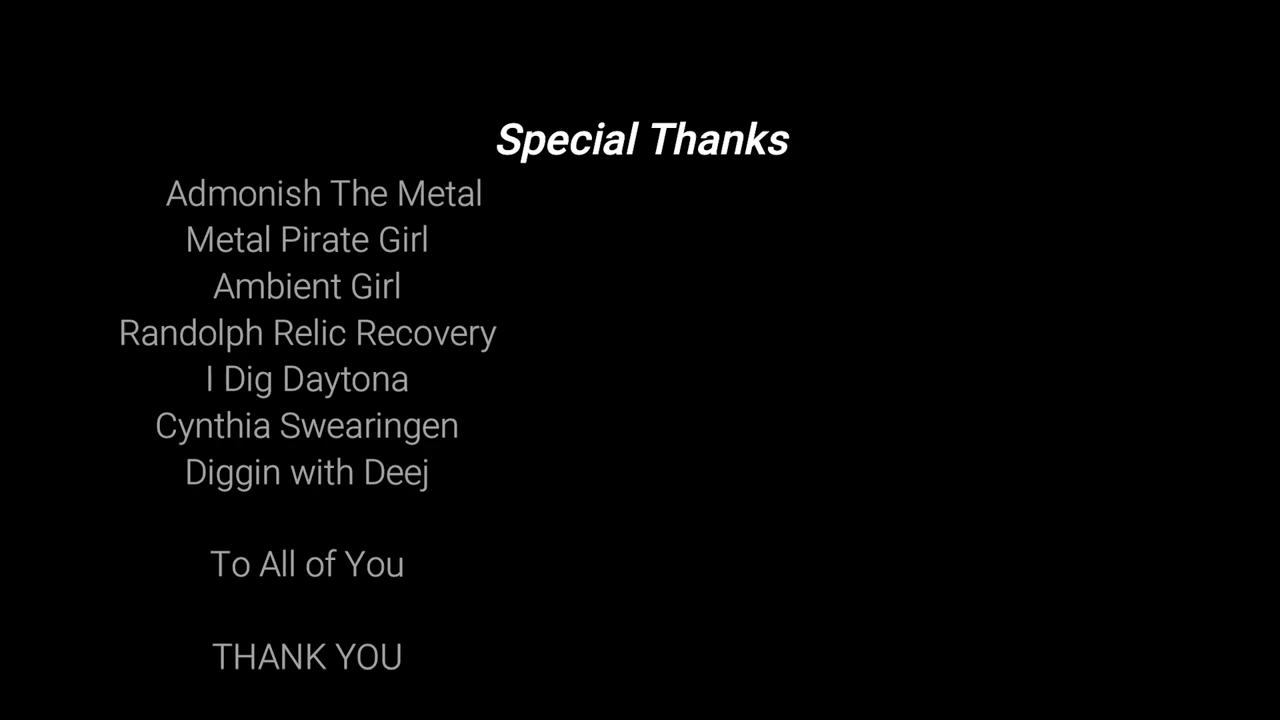 Special Thanks
Admonish The Metal
Metal Pirate Girl
Ambient Girl
Randolph Relic Recovery
I Dig Daytona
Cynthia Swearingen
Diggin with Deej
To All of You
THANK YOU